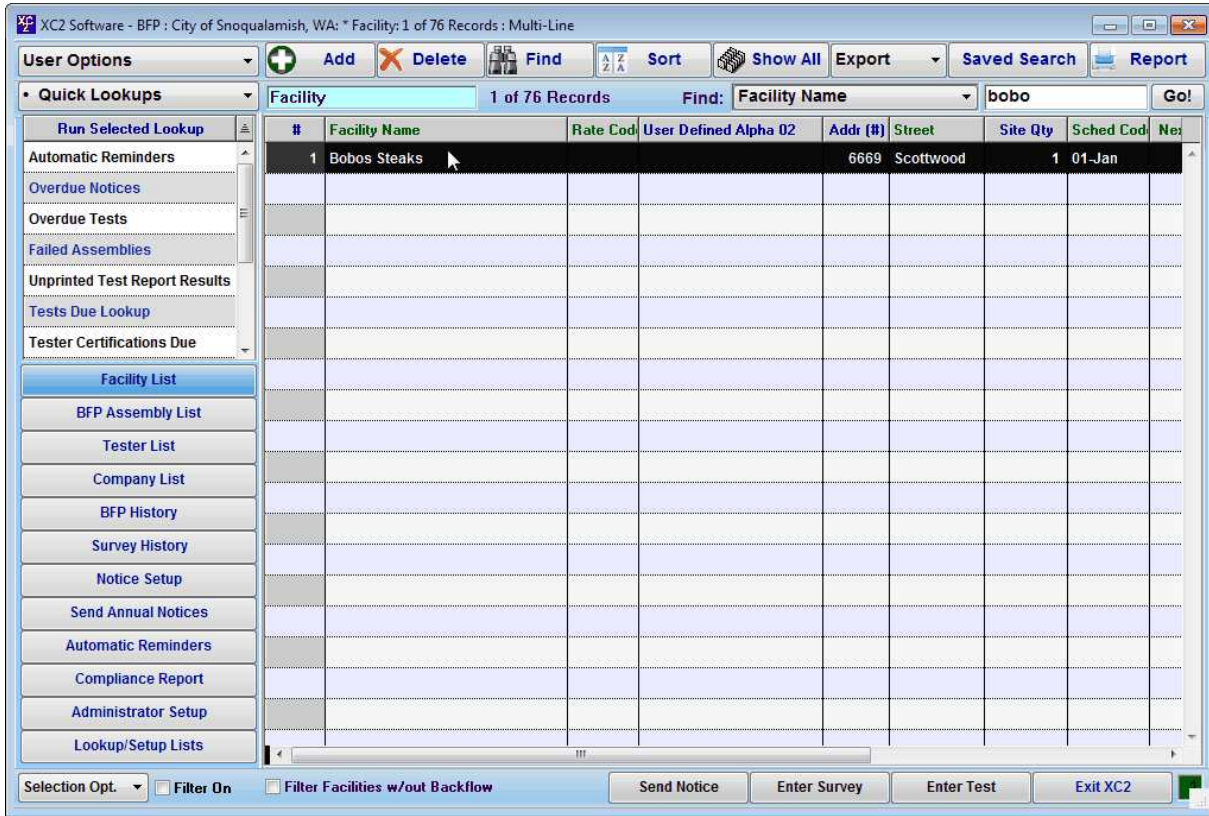 XC2 Software - BFP : City of Snoqualamish, WA: * Facility: 1 of 76 Records : Multi-Line
User Options Add Delete Find Sort Show All Export Saved Search Report
• Quick Lookups Facility 1 of 76 Records Find: Facility Name bobo Go!
Run Selected Lookup # Facility Name Rate Cod User Defined Alpha 02 Addr (#) Street Site Qty Sched Cod Nex
Automatic Reminders 1 Bobos Steaks 6669 Scottwood 1 01-Jan
Overdue Notices
Overdue Tests
Failed Assemblies
Unprinted Test Report Results
Tests Due Lookup
Tester Certifications Due
Facility List
BFP Assembly List
Tester List
Company List
BFP History
Survey History
Notice Setup
Send Annual Notices
Automatic Reminders
Compliance Report
Administrator Setup
Lookup/Setup Lists
Selection Opt. Filter On Filter Facilities w/out Backflow Send Notice Enter Survey Enter Test Exit XC2